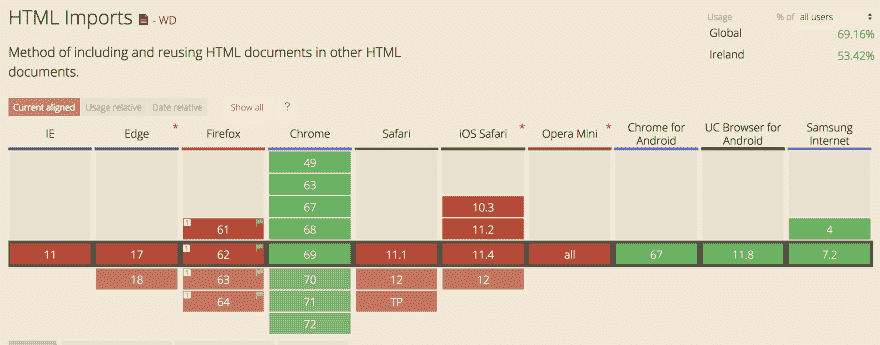 HTML Imports - WD
Usage % of all users
Global 69.16%
Ireland 53.42%
Method of including and reusing HTML documents in other HTML
documents.
Current aligned Usage relative Date relative Show all ?
IE Edge * Firefox Chrome Safari iOS Safari * Opera Mini * Chrome for Android UC Browser for Android Samsung Internet
49
63
67 10.3
1 61 68 11.2 4
11 17 1 62 69 11.1 11.4 all 67 11.8 7.2
18 1 63 70 12 12
1 64 71 TP
72